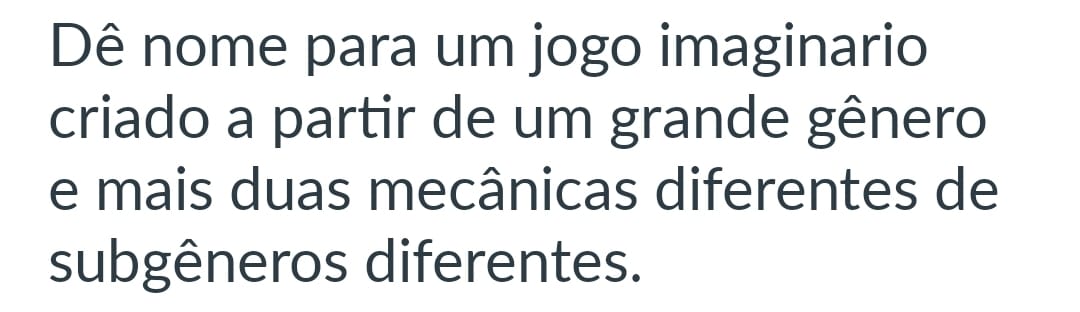 Dê nome para um jogo imaginario
criado a partir de um grande gênero
e mais duas mecânicas diferentes de
subgêneros diferentes.